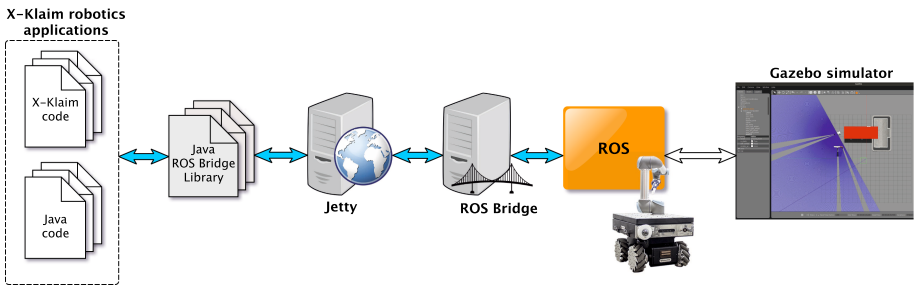 X-Klaim robotics
applications
X-Klaim
code
Java
code
Java
ROS Bridge
Library
Jetty
ROS Bridge
ROS
Gazebo simulator